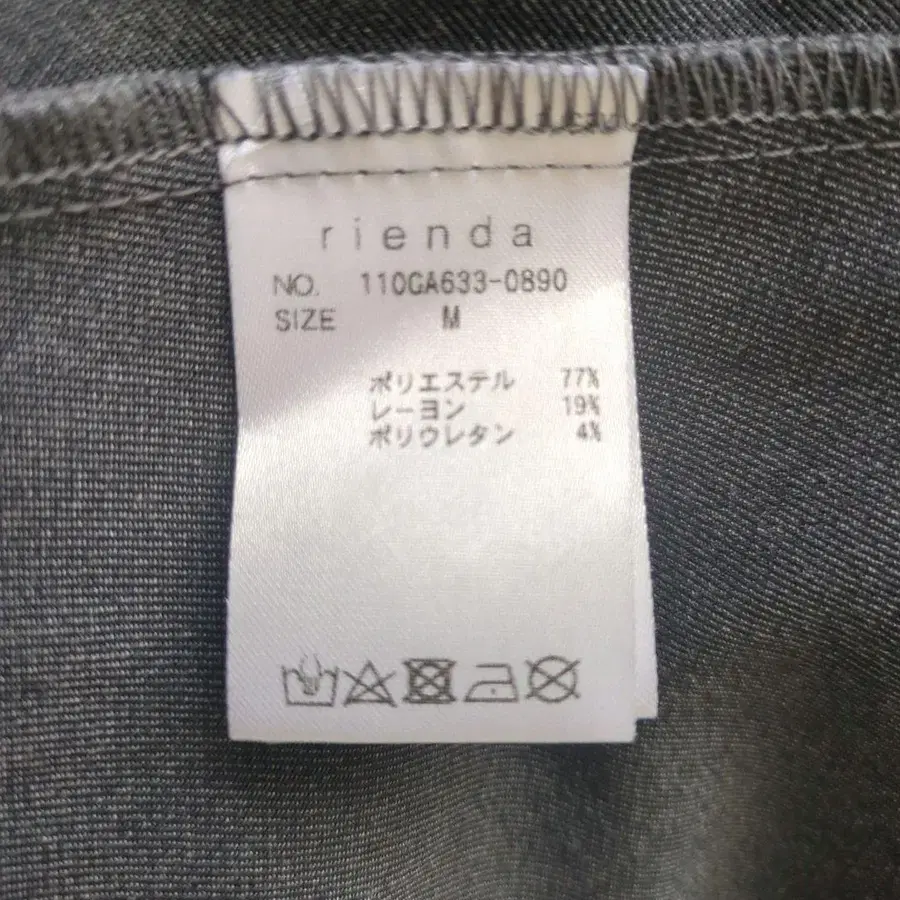 rienda
NO. 110GA633-0890
SIZE M
ポリエステル 77%
レーヨン 19%
ポリウレタン 4%